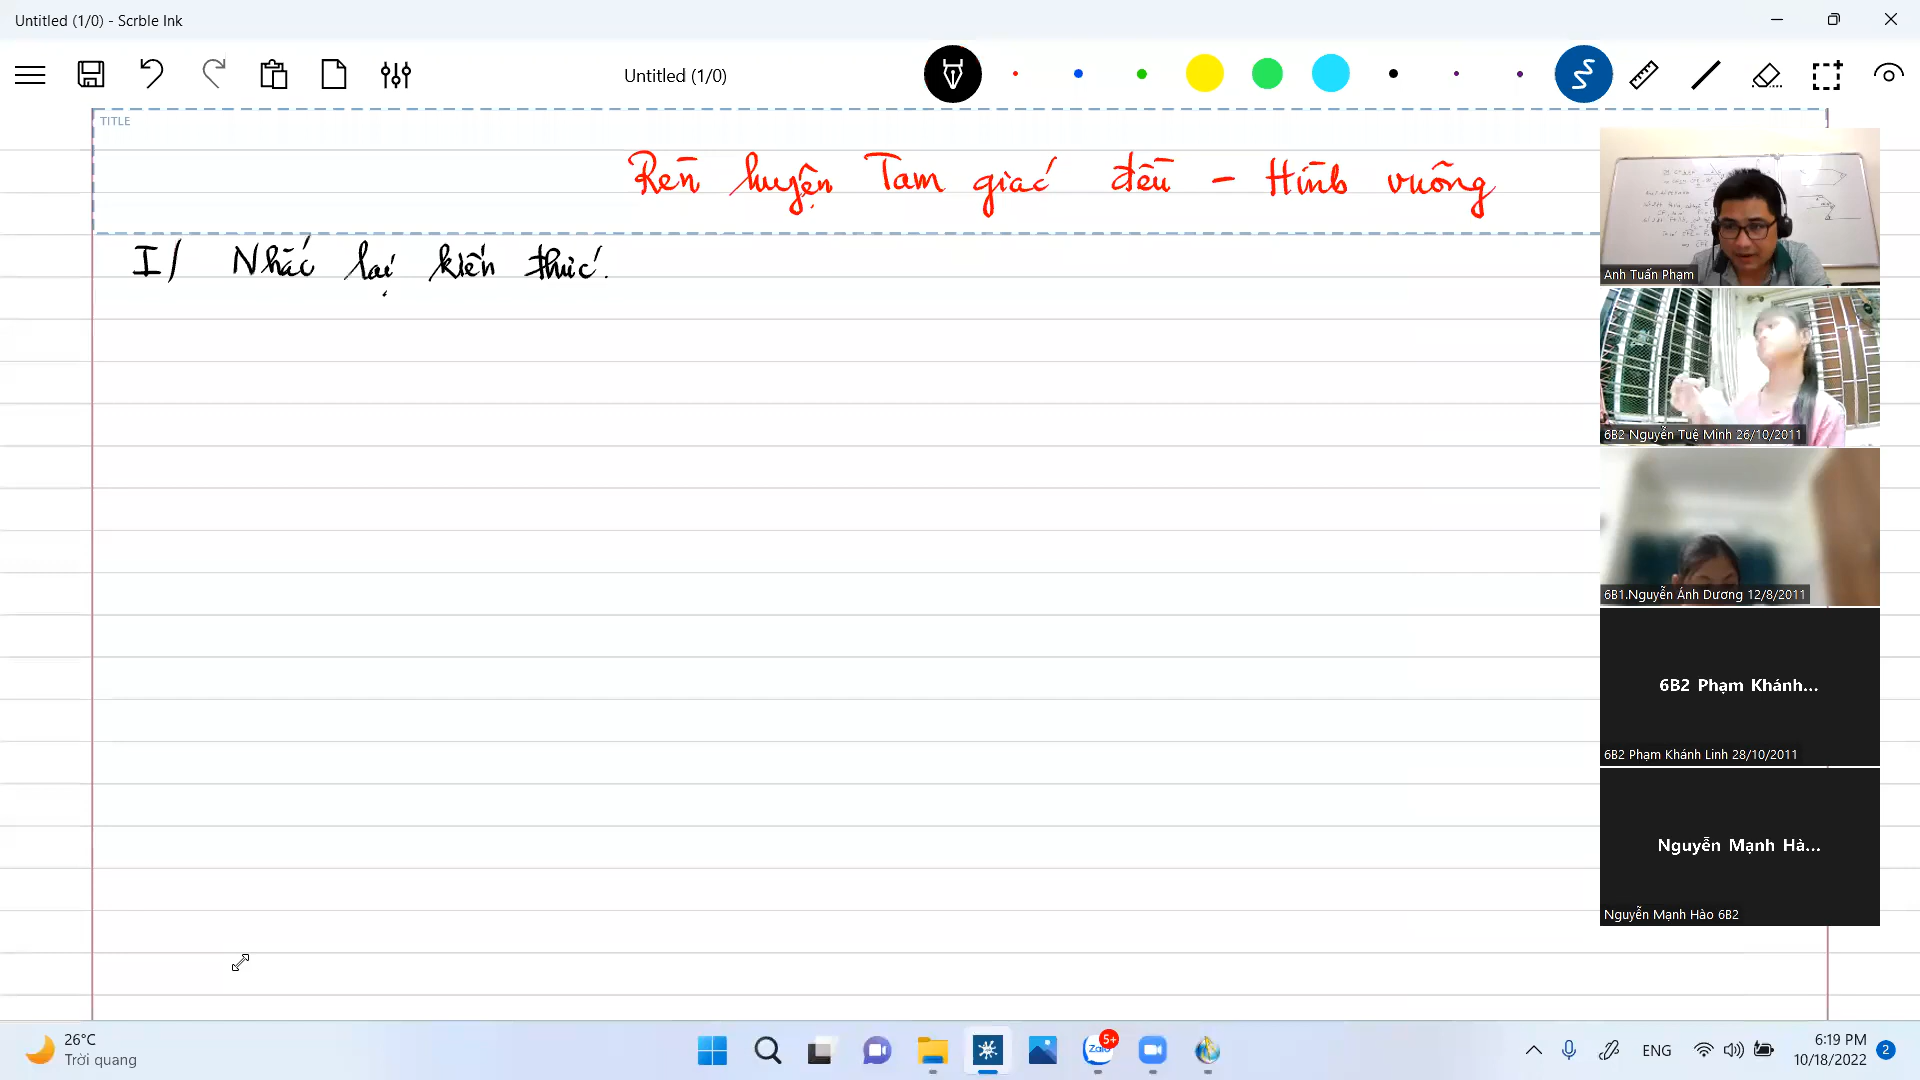 Untitled (1/0) - Scrble Ink
Untitled (1/0)
TITLE
Rèn luyện Tam giác đều - Hình vuông
I/ Nhắc lại kiến thức.
Anh Tuấn Phạm
6B2 Nguyễn Tuệ Minh 26/10/2011
6B1.Nguyễn Ánh Dương 12/8/2011
6B2 Phạm Khánh...
6B2 Phạm Khánh Linh 28/10/2011
Nguyễn Mạnh Hà...
Nguyễn Mạnh Hào 6B2
26°C
Trời quang
Zalo
5+
ENG
6:19 PM
10/18/2022
2